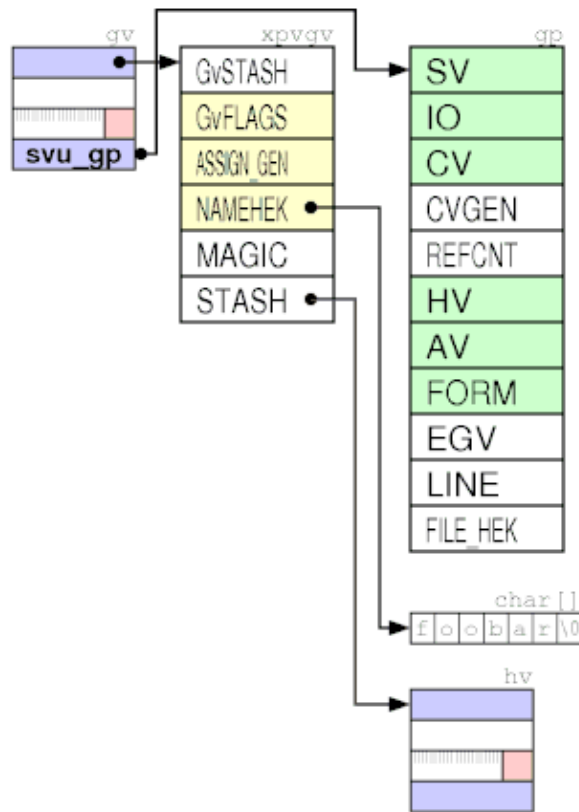 gv
svu_gp
xpvgv
GvSTASH
GvFLAGS
ASSIGN_GEN
NAMEHEK
MAGIC
STASH
gp
SV
IO
CV
CVGEN
REFCNT
HV
AV
FORM
EGV
LINE
FILE_HEK
char []
f o o b a r \0
hv